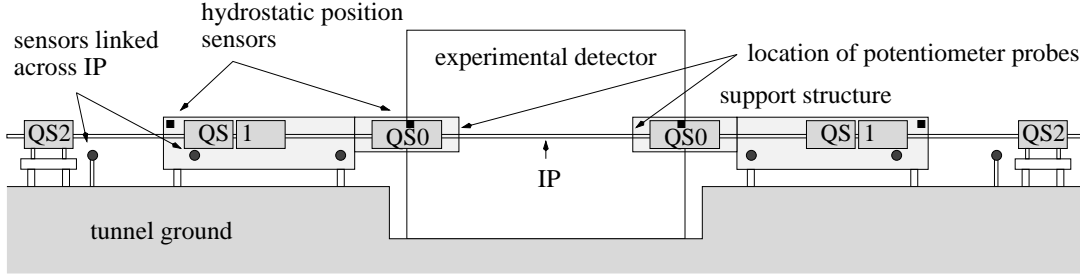 hydrostatic position
sensors
sensors linked
across IP
experimental detector
location of potentiometer probes
support structure
QS2
QS 1
QS0
QS0
QS 1
QS2
IP
tunnel ground